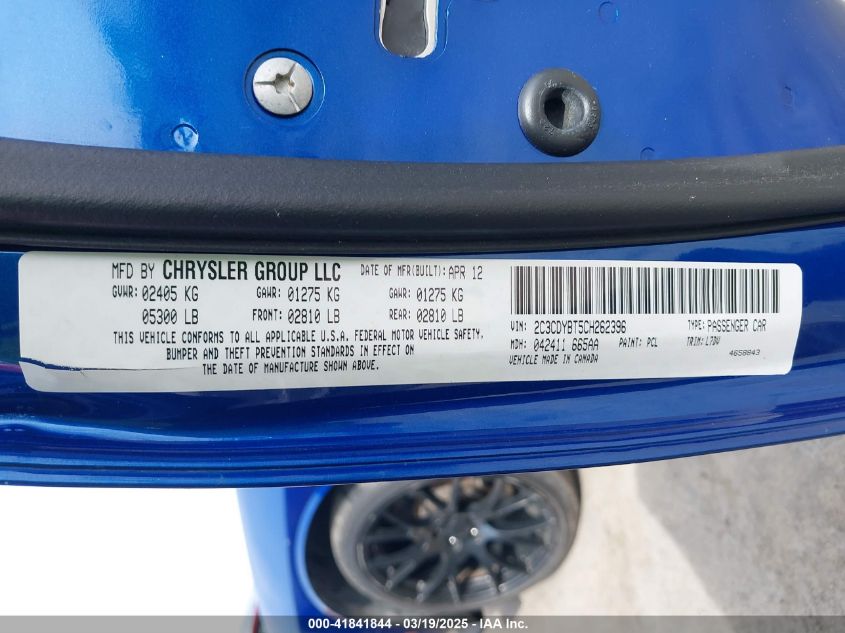 MFD BY CHRYSLER GROUP LLC DATE OF MFR(BUILT): APR 12
GVWR: 02405 KG GAWR: 01275 KG GAWR: 01275 KG
05300 LB FRONT: 02810 LB REAR: 02810 LB
THIS VEHICLE CONFORMS TO ALL APPLICABLE U.S.A. FEDERAL MOTOR VEHICLE SAFETY,
BUMPER AND THEFT PREVENTION STANDARDS IN EFFECT ON
THE DATE OF MANUFACTURE SHOWN ABOVE.
VIN: 2C3CDYBT5CH262396 TYPE: PASSENGER CAR
MDH: 042411 665AA PAINT: PCL TRIM: L7DV
VEHICLE MADE IN CANADA 4658843
000-41841844 / 03/19/2025 - IAA Inc.